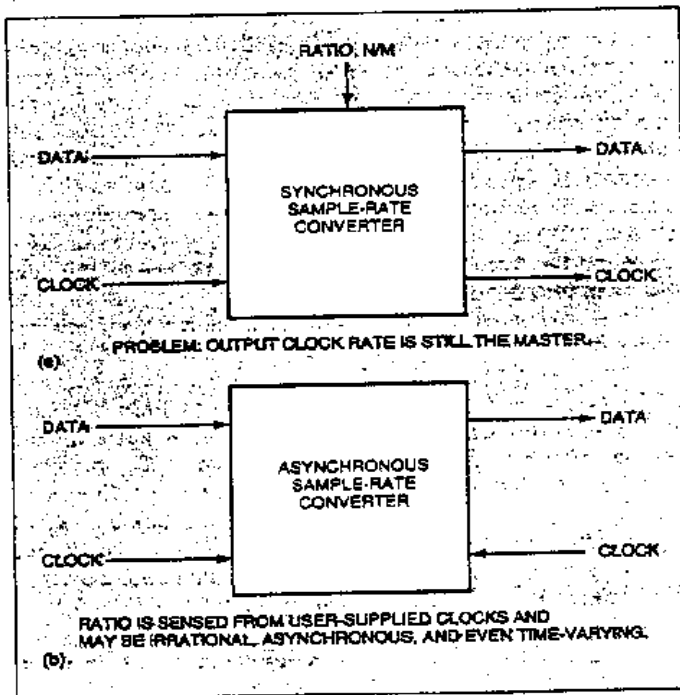 RATIO, N/M
DATA
DATA
SYNCHRONOUS
SAMPLE-RATE
CONVERTER
CLOCK
CLOCK
PROBLEM: OUTPUT CLOCK RATE IS STILL THE MASTER.
(a)
DATA
DATA
ASYNCHRONOUS
SAMPLE-RATE
CONVERTER
CLOCK
CLOCK
RATIO IS SENSED FROM USER-SUPPLIED CLOCKS AND
MAY BE IRRATIONAL, ASYNCHRONOUS, AND EVEN TIME-VARYING.
(b)